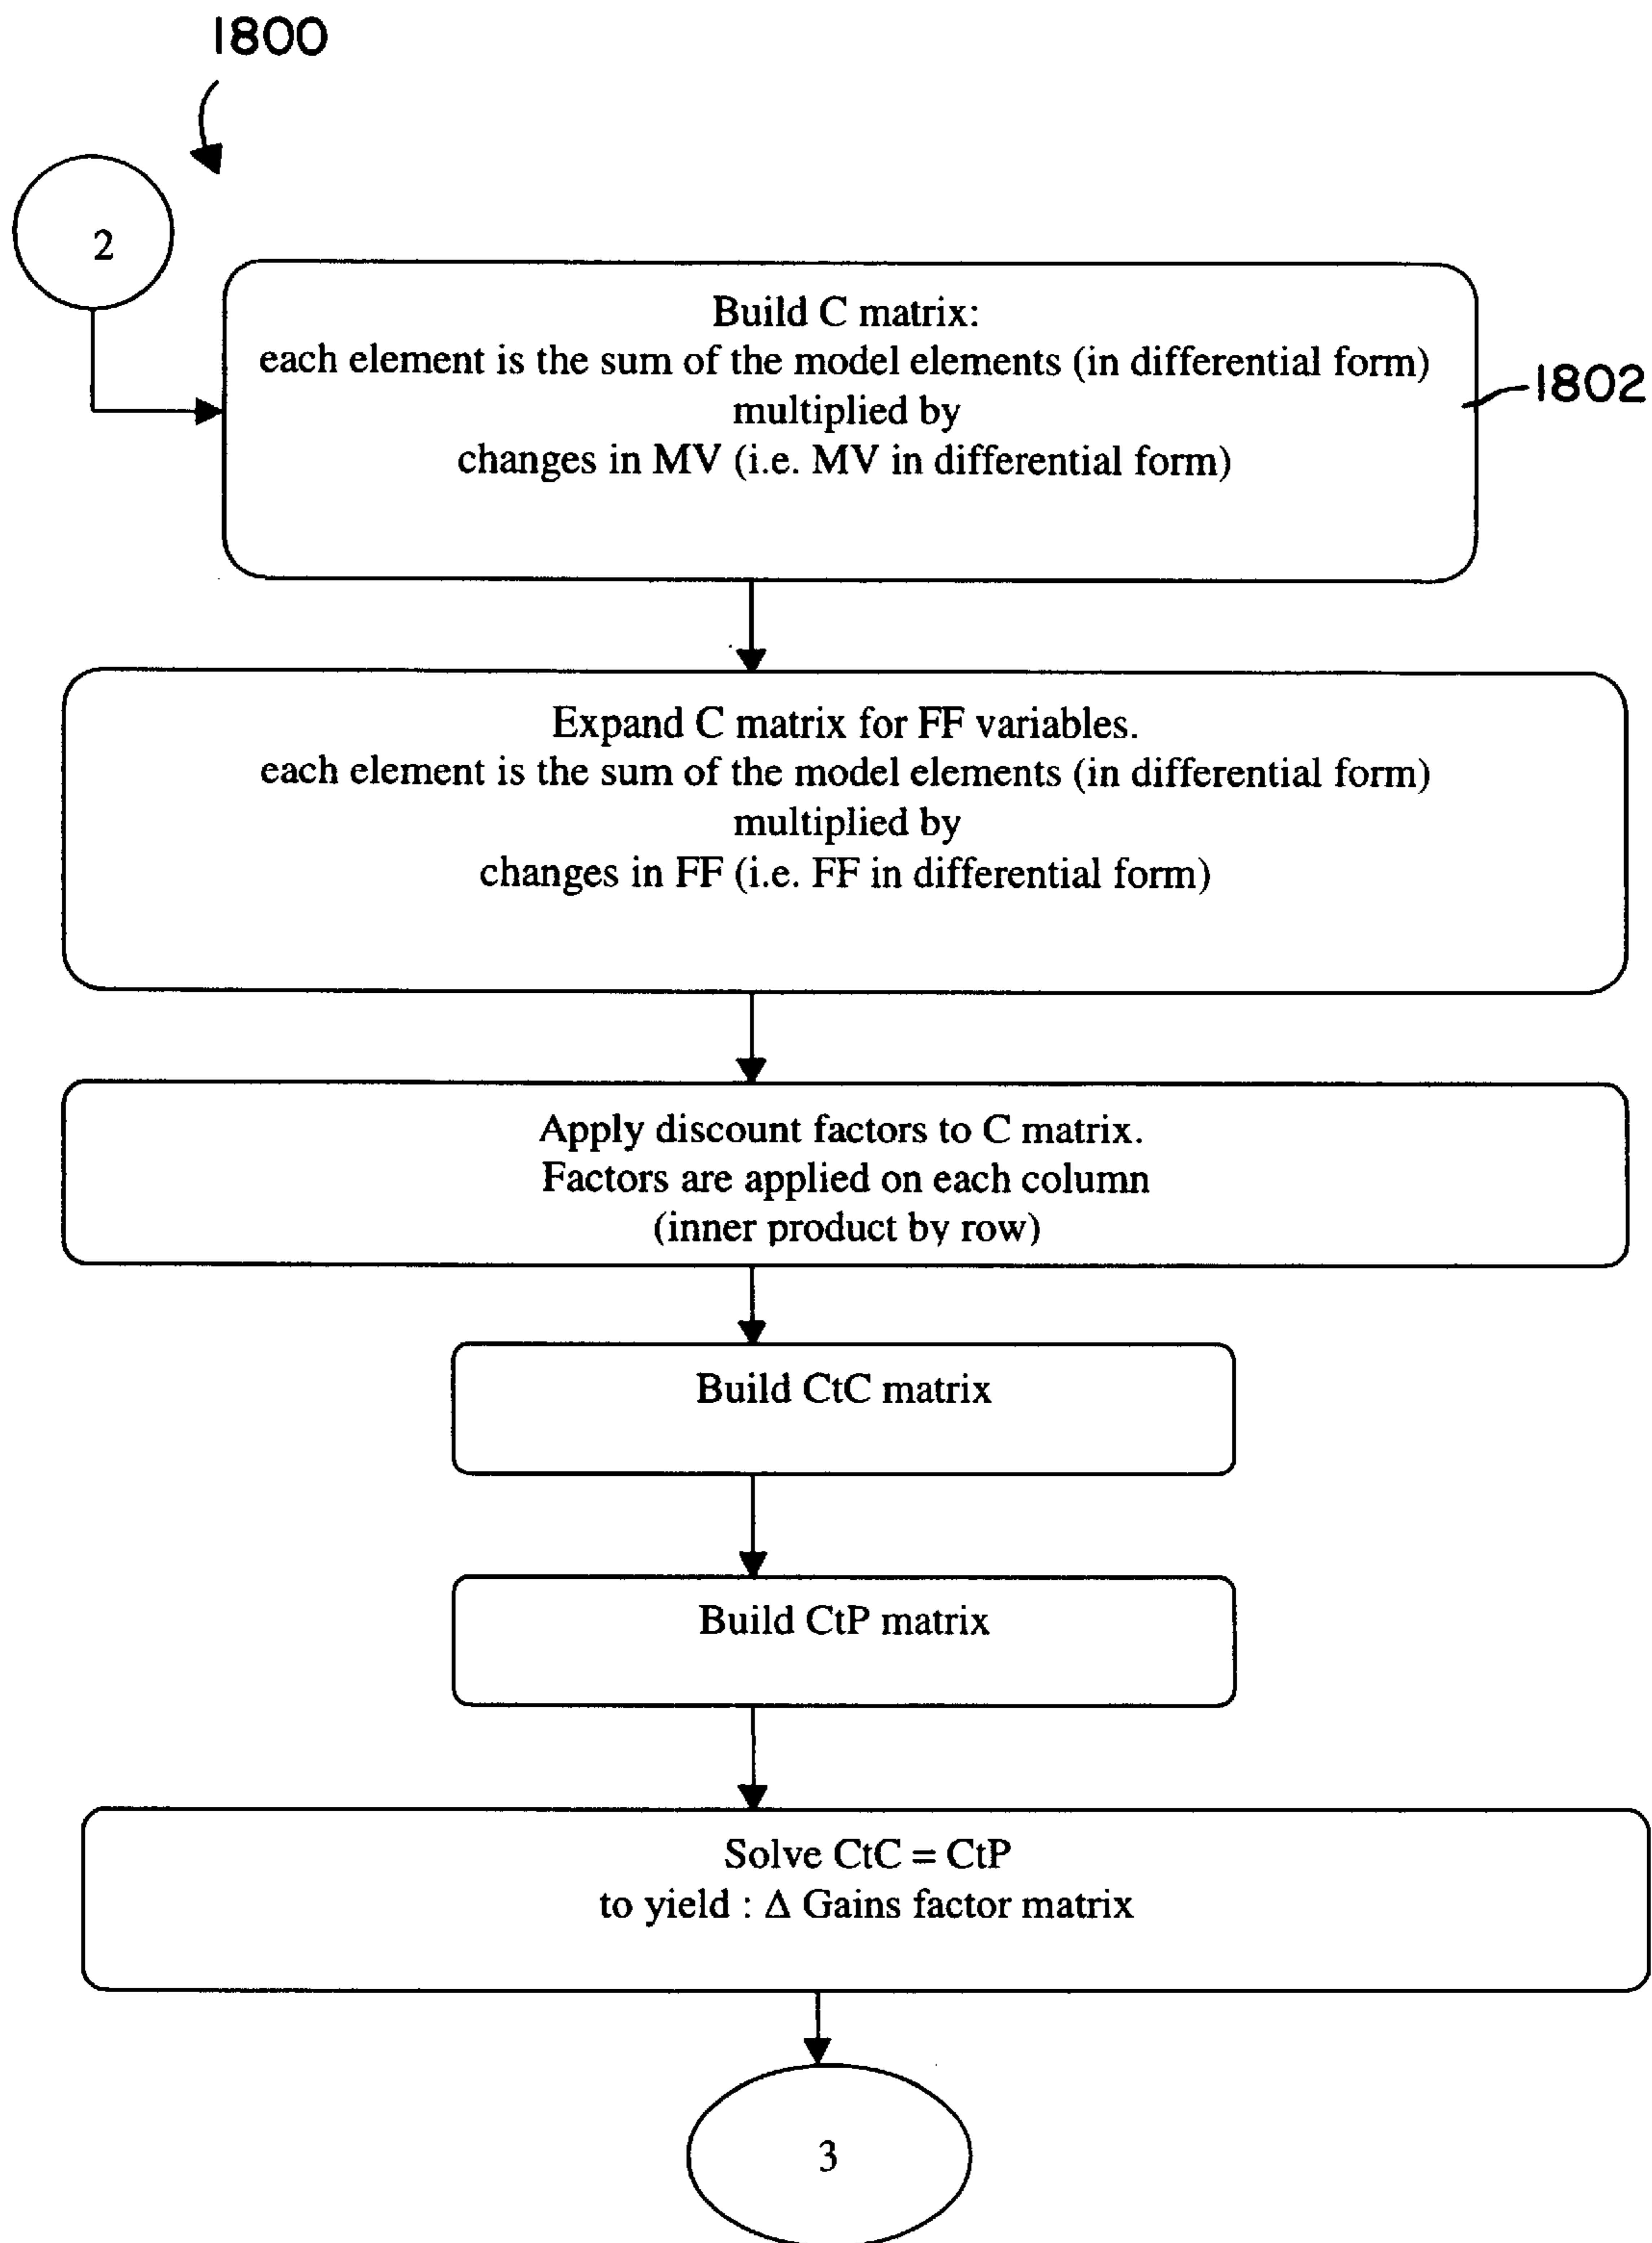 1800
2
Build C matrix:
each element is the sum of the model elements (in differential form)
multiplied by
changes in MV (i.e. MV in differential form)
1802
Expand C matrix for FF variables.
each element is the sum of the model elements (in differential form)
multiplied by
changes in FF (i.e. FF in differential form)
Apply discount factors to C matrix.
Factors are applied on each column
(inner product by row)
Build CtC matrix
Build CtP matrix
Solve CtC = CtP
to yield : Δ Gains factor matrix
3